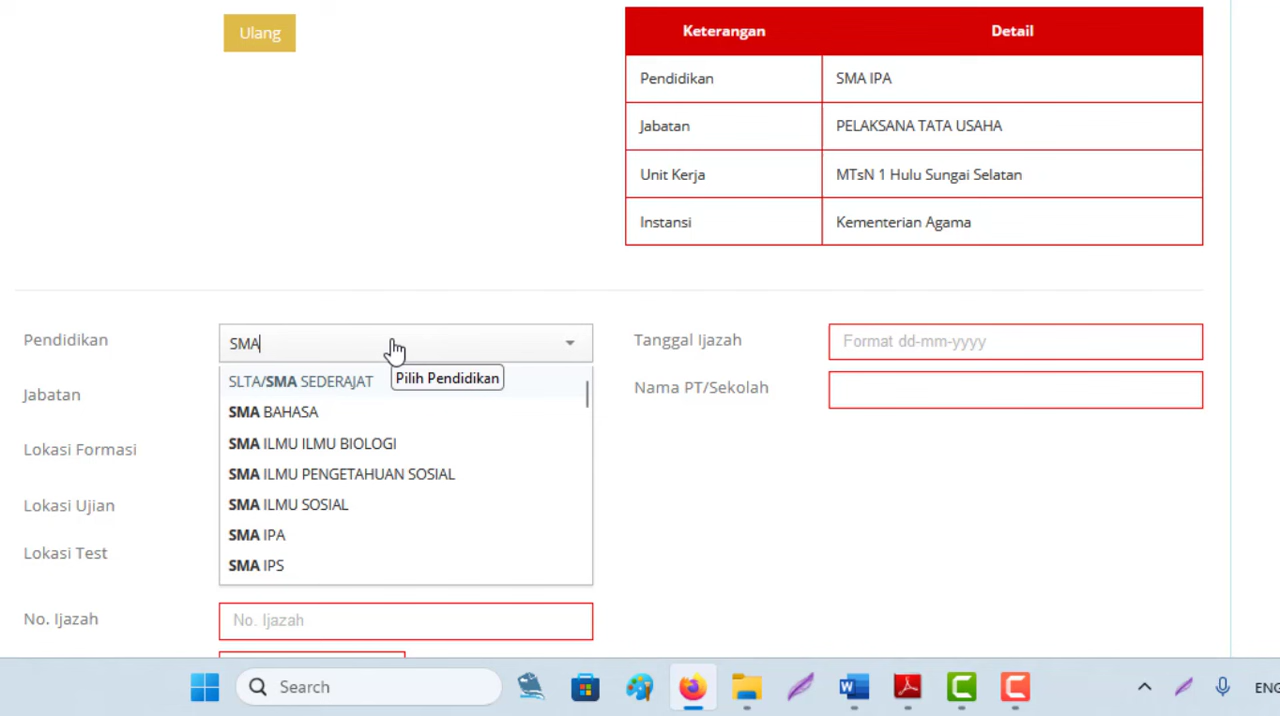 Ulang
Keterangan Detail
Pendidikan SMA IPA
Jabatan PELAKSANA TATA USAHA
Unit Kerja MTsN 1 Hulu Sungai Selatan
Instansi Kementerian Agama
Pendidikan SMA Tanggal Ijazah Format dd-mm-yyyy
Pilih Pendidikan
SLTA/SMA SEDERAJAT
Nama PT/Sekolah
Jabatan
SMA BAHASA
SMA ILMU ILMU BIOLOGI
Lokasi Formasi
SMA ILMU PENGETAHUAN SOSIAL
SMA ILMU SOSIAL
Lokasi Ujian
SMA IPA
Lokasi Test
SMA IPS
No. Ijazah No. Ijazah
Search ENG